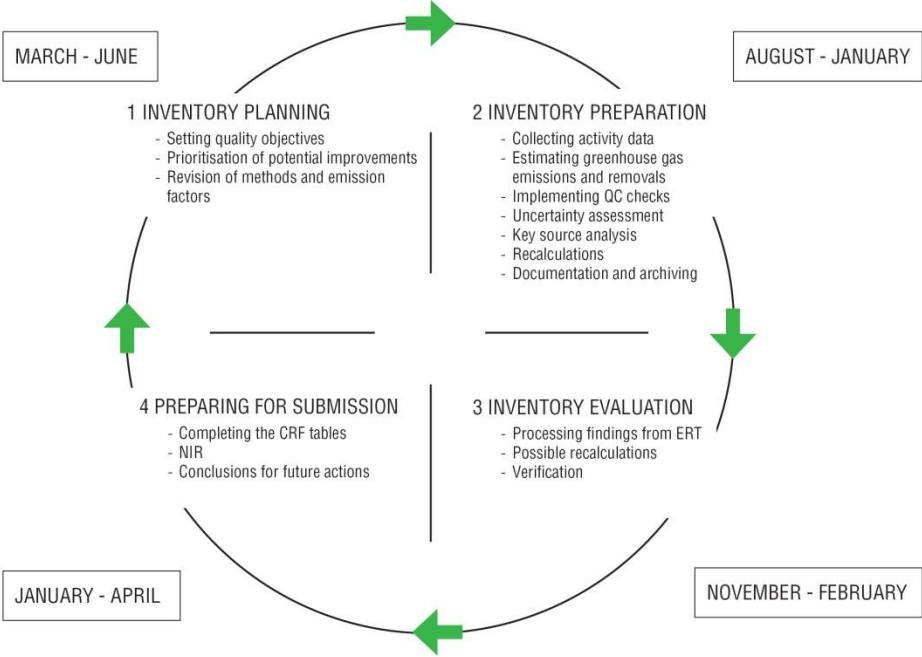 MARCH - JUNE
1 INVENTORY PLANNING
- Setting quality objectives
- Prioritisation of potential improvements
- Revision of methods and emission
factors
AUGUST - JANUARY
2 INVENTORY PREPARATION
- Collecting activity data
- Estimating greenhouse gas
emissions and removals
- Implementing QC checks
- Uncertainty assessment
- Key source analysis
- Recalculations
- Documentation and archiving
4 PREPARING FOR SUBMISSION
- Completing the CRF tables
- NIR
- Conclusions for future actions
JANUARY - APRIL
3 INVENTORY EVALUATION
- Processing findings from ERT
- Possible recalculations
- Verification
NOVEMBER - FEBRUARY